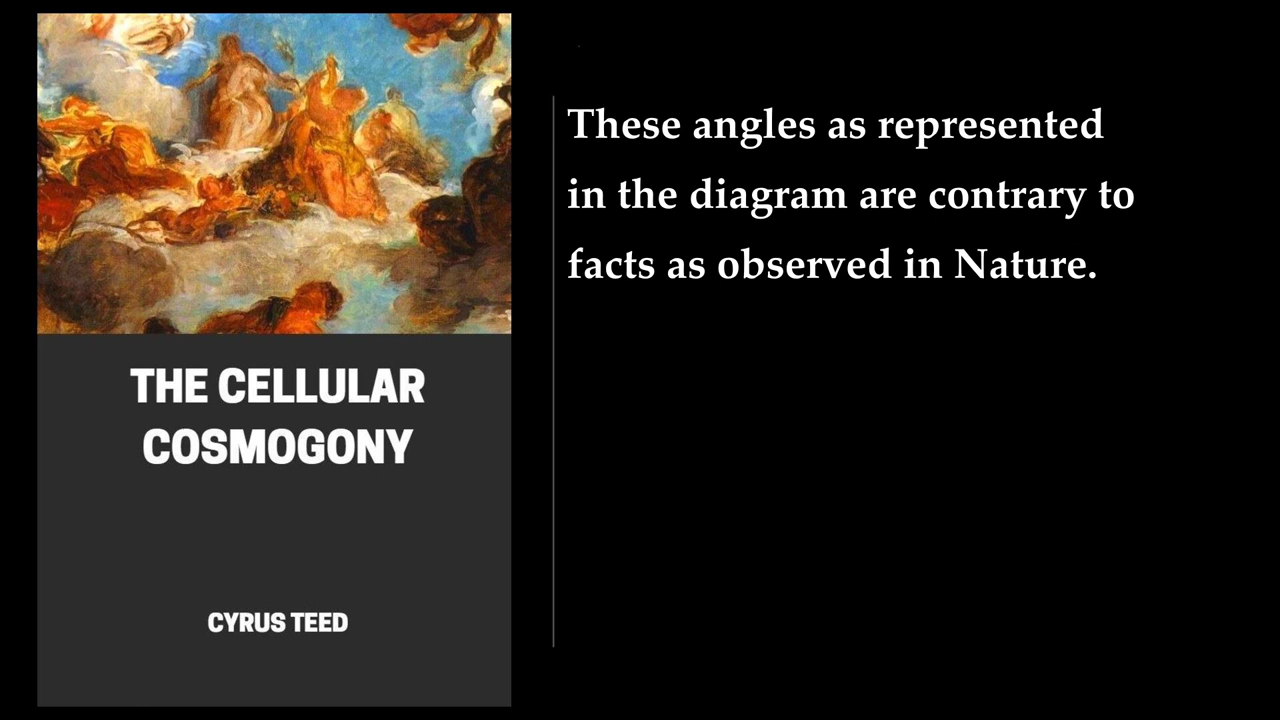 THE CELLULAR
COSMOGONY
CYRUS TEED
These angles as represented
in the diagram are contrary to
facts as observed in Nature.